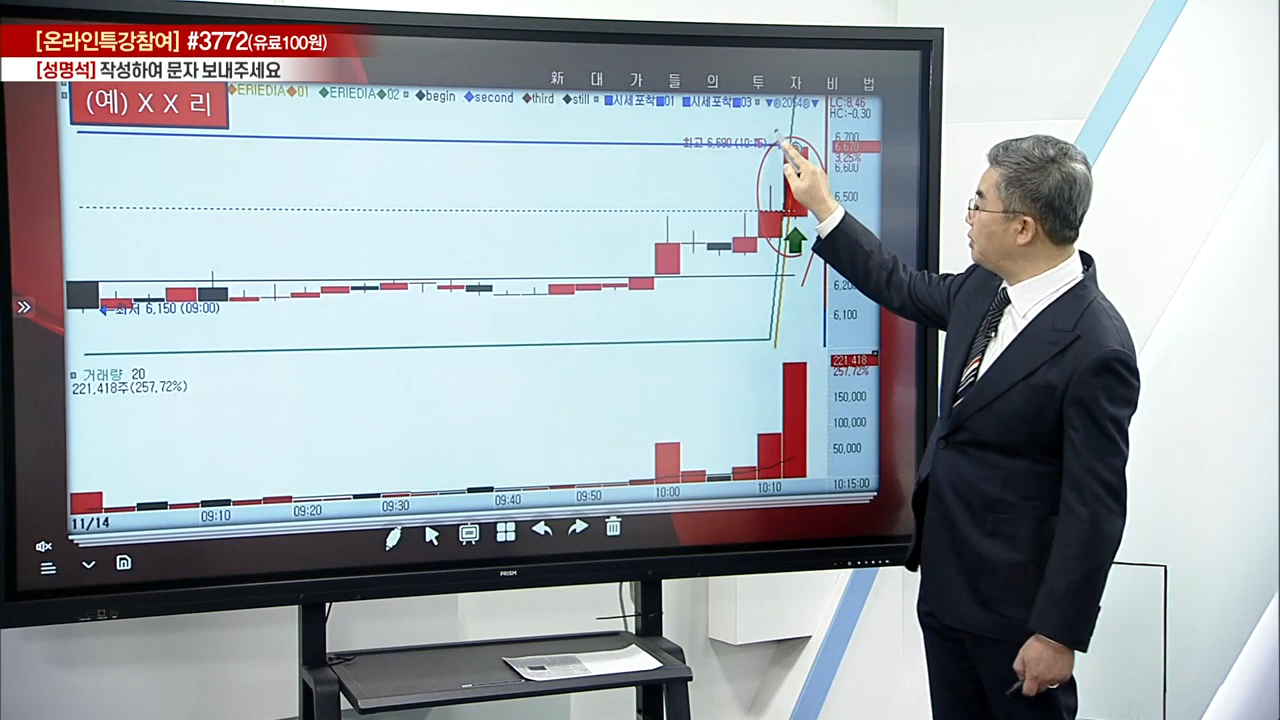 [온라인특강참여] #3772(유료100원)
[성명석] 작성하여 문자 보내주세요
新 대 가 들 의 투 자 비 법
(예) X X 리
ERIEDIA◆01 ◆ERIEDIA◆02 ◆begin ◆second ◆third ◆still ■시세포착■01 ■시세포착■03 ▼◎2054◎▼
LC:8.46
HC:-0.30
최고 6,690 (10:15)
6,700
6,670
3.25%
6,600
6,500
6,100
최저 6,150 (09:00)
거래량 20
221,418주(257.72%)
221,418
257.72%
150,000
100,000
50,000
09:10 09:20 09:30 09:40 09:50 10:00 10:10 10:15:00
11/14
PRISM